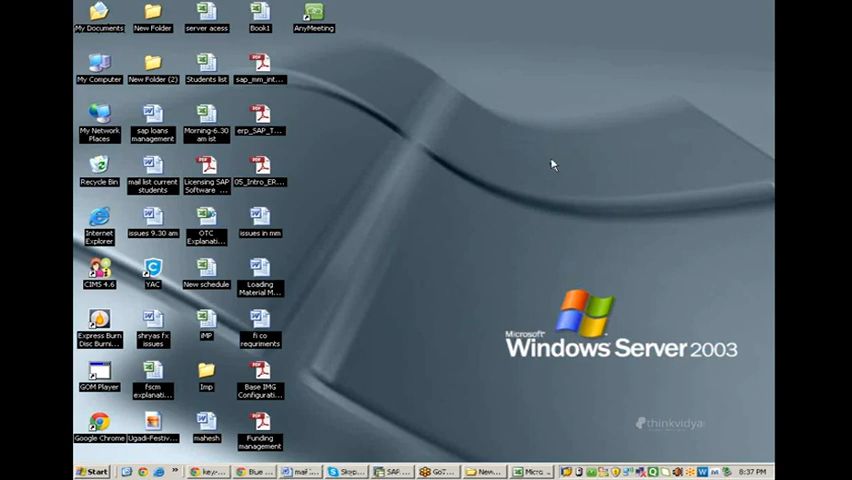 My Documents
New Folder
server acess
Book1
AnyMeeting
My Computer
New Folder (2)
Students list
sap_mm_int...
My Network
Places
sap loans
management
Morning-6.30
am ist
erp_SAP_T...
Recycle Bin
mail list current
students
Licensing SAP
Software ...
05_Intro_ER...
Internet
Explorer
issues 9.30 am
OTC
Explanati...
issues in mm
CIMS 4.6
YAC
New schedule
Loading
Material M...
Express Burn
Disc Burni...
shryas fx
issues
iMP
fi co
requriments
GOM Player
fscm
explanati...
Imp
Base IMG
Configurati...
Google Chrome
Ugadi-Festiv...
mahesh
Funding
management
Microsoft
Windows Server 2003
thinkvidya
Start
key...
Blue ...
mail ...
Skyp...
SAP ...
GoT...
New...
Micro...
8:37 PM